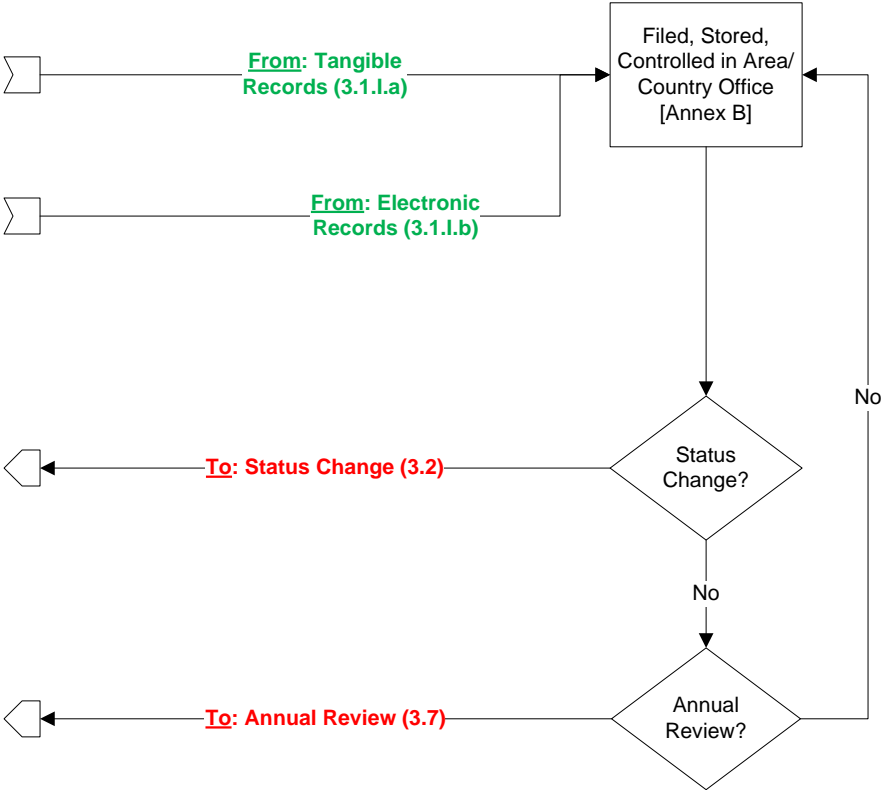 From: Tangible
Records (3.1.I.a)
Filed, Stored,
Controlled in Area/
Country Office
[Annex B]
From: Electronic
Records (3.1.I.b)
No
To: Status Change (3.2)
Status
Change?
No
To: Annual Review (3.7)
Annual
Review?